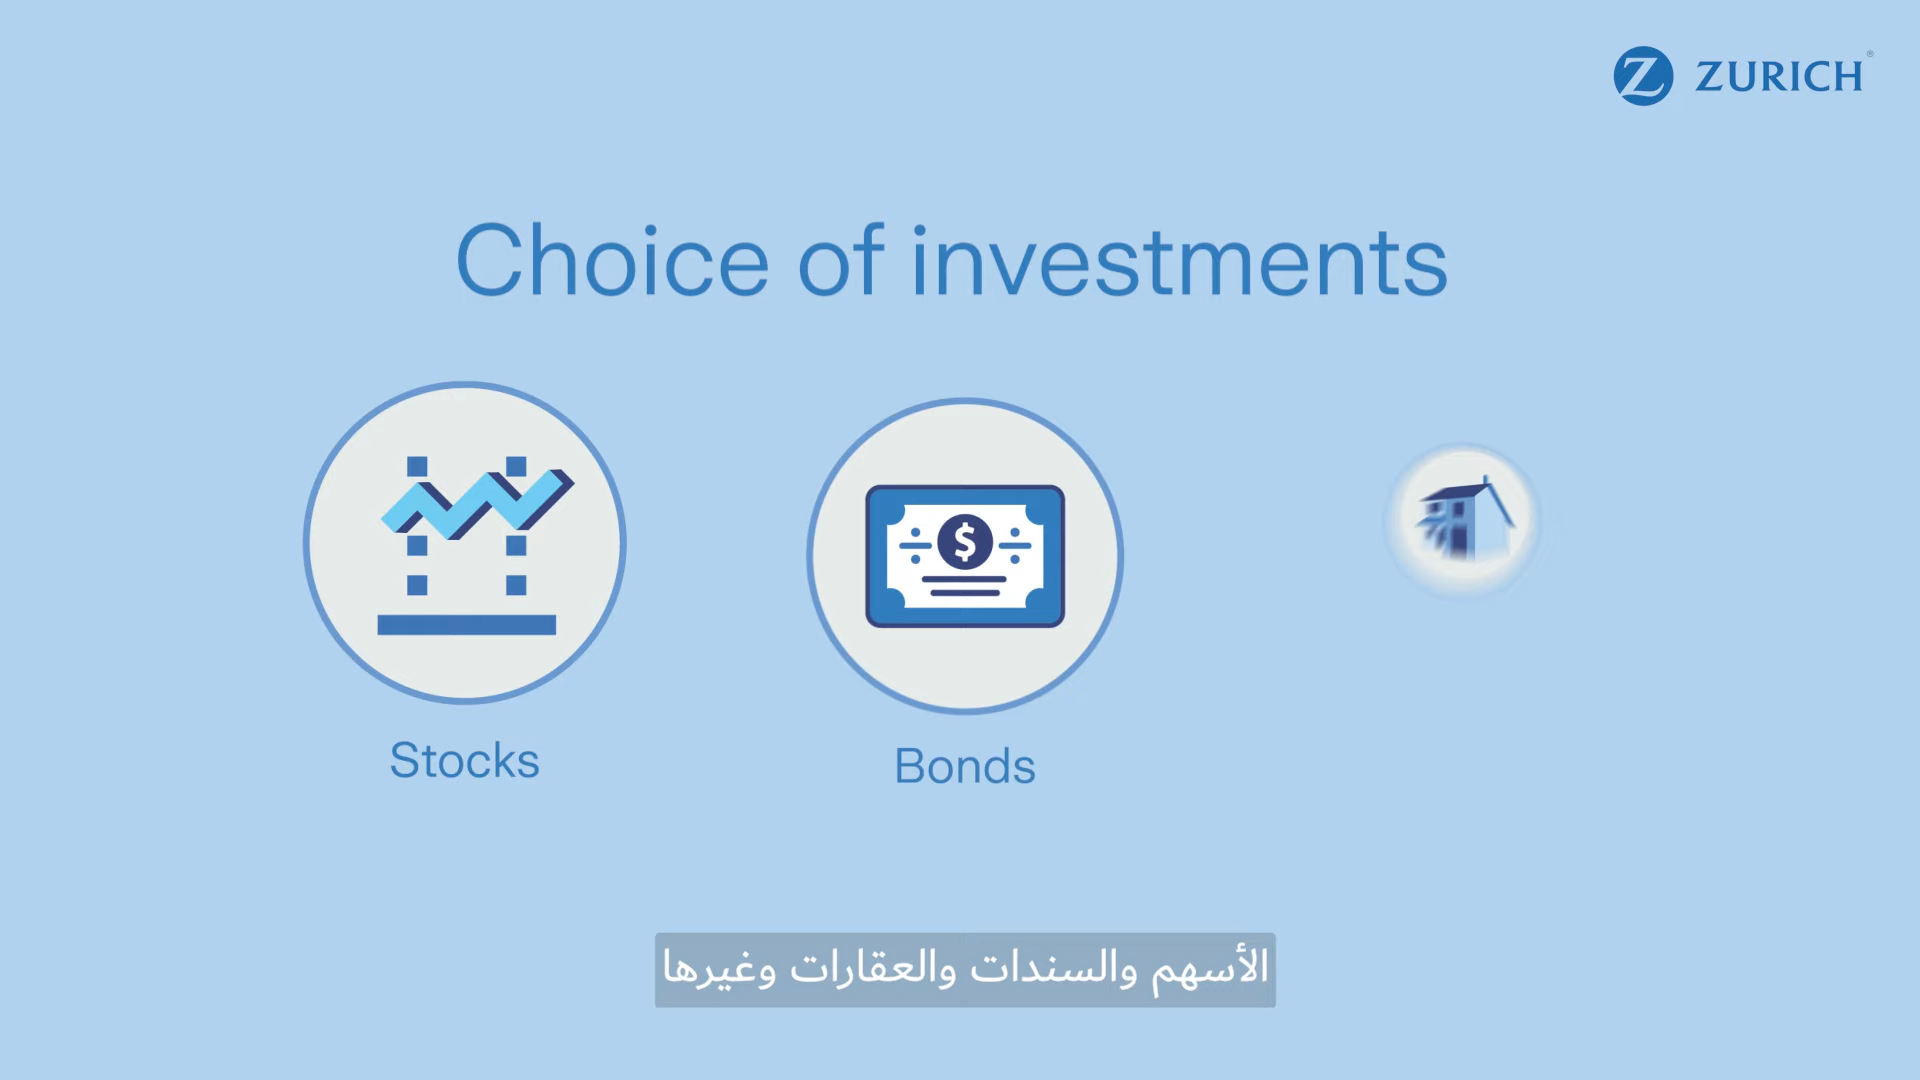 ZURICH®
Choice of investments
$
Stocks
Bonds
الأسهم والسندات والعقارات وغيرها